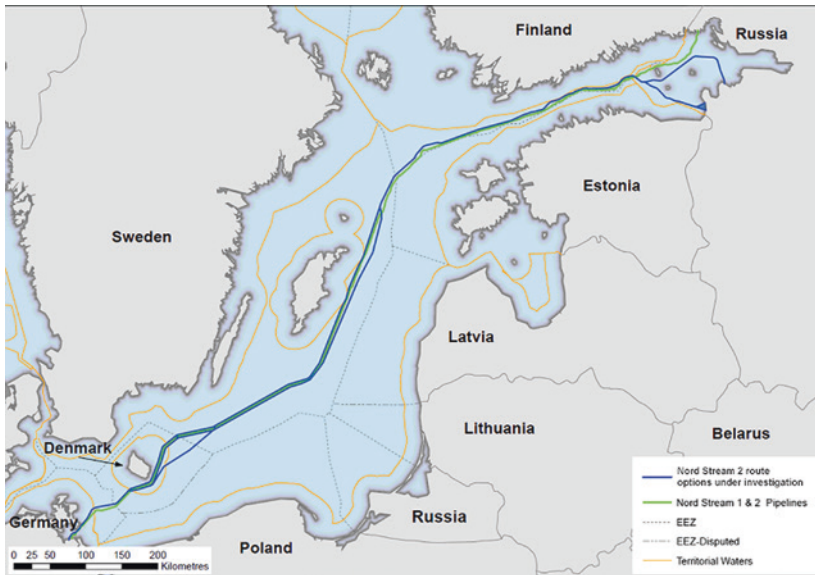 Finland
Russia
Estonia
Sweden
Latvia
Lithuania
Denmark
Belarus
Germany
Russia
Poland
0 25 50 100 150 200
Kilometres
Nord Stream 2 route
options under investigation
Nord Stream 1 & 2 Pipelines
EEZ
EEZ-Disputed
Territorial Waters